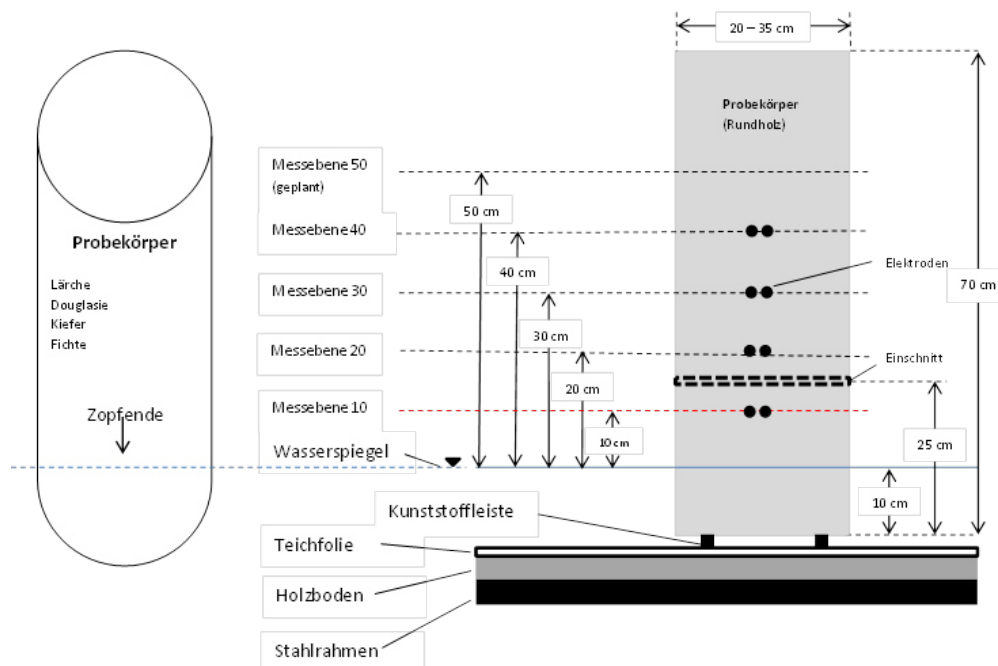 20 – 35 cm
Probekörper
(Rundholz)
Messebene 50
(geplant)
50 cm
Messebene 40
Probekörper
40 cm
Elektroden
Lärche
Douglasie
Kiefer
Fichte
Messebene 30
70 cm
30 cm
Messebene 20
Einschnitt
20 cm
Messebene 10
Zopfende
10 cm
25 cm
Wasserspiegel
10 cm
Kunststoffleiste
Teichfolie
Holzboden
Stahlrahmen